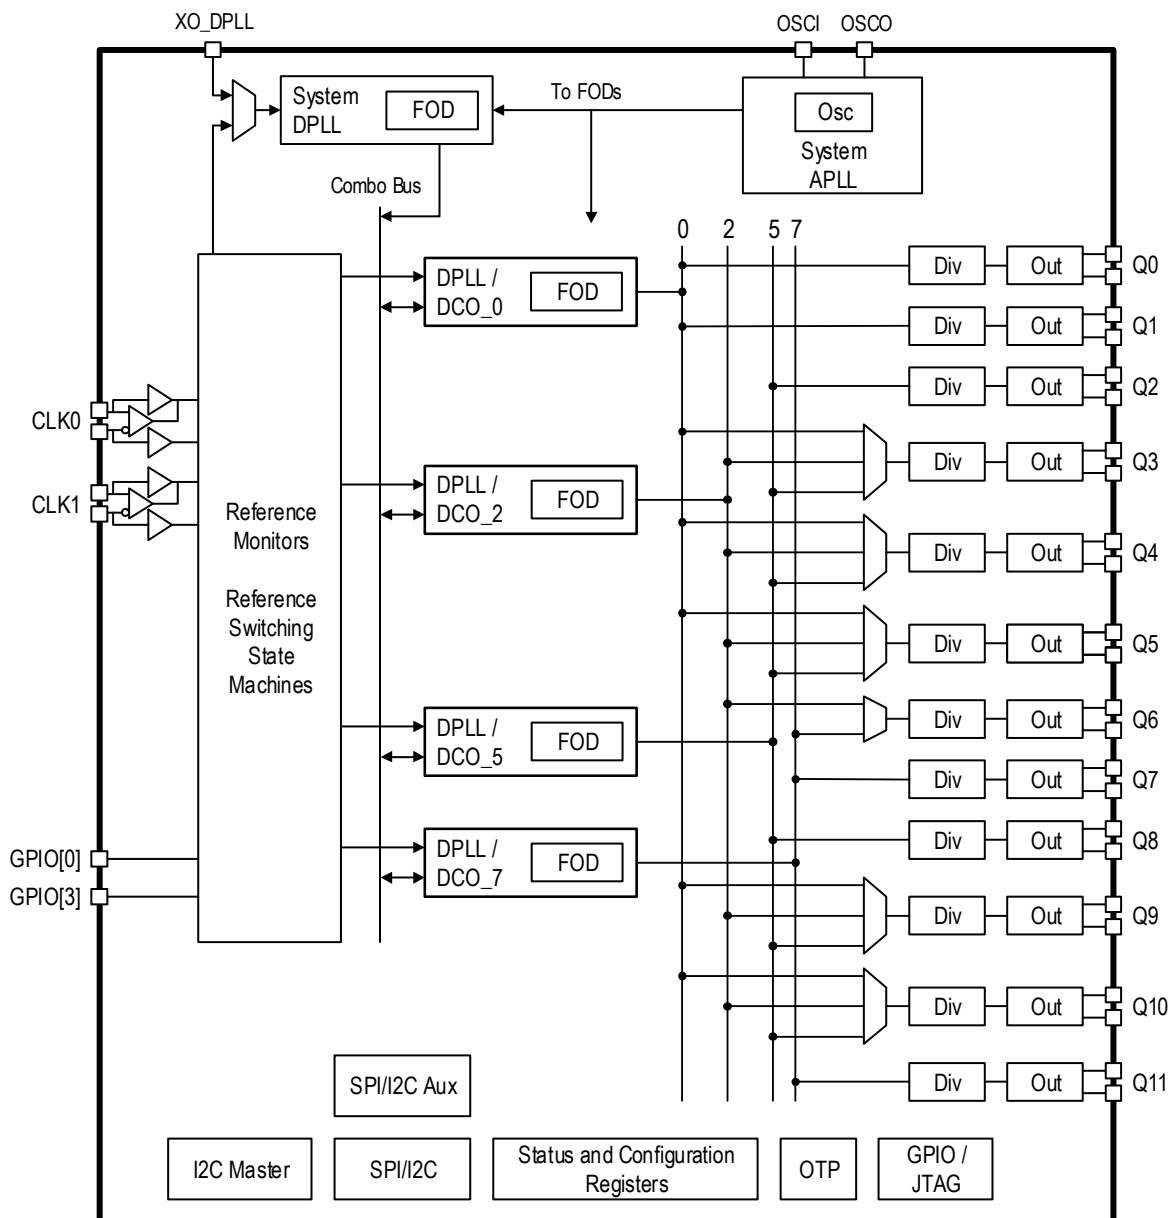 XO_DPLL
OSCI
OSCO
System
DPLL
FOD
To FODs
Osc
System
APLL
Combo Bus
0
2
5
7
DPLL /
DCO_0
FOD
Div
Out
Q0
Div
Out
Q1
Div
Out
Q2
CLK0
Div
Out
Q3
CLK1
DPLL /
DCO_2
FOD
Reference
Monitors
Div
Out
Q4
Reference
Switching
State
Machines
Div
Out
Q5
DPLL /
DCO_5
FOD
Div
Out
Q6
Div
Out
Q7
GPIO[0]
GPIO[3]
DPLL /
DCO_7
FOD
Div
Out
Q8
Div
Out
Q9
Div
Out
Q10
Div
Out
Q11
SPI/I2C Aux
I2C Master
SPI/I2C
Status and Configuration
Registers
OTP
GPIO /
JTAG